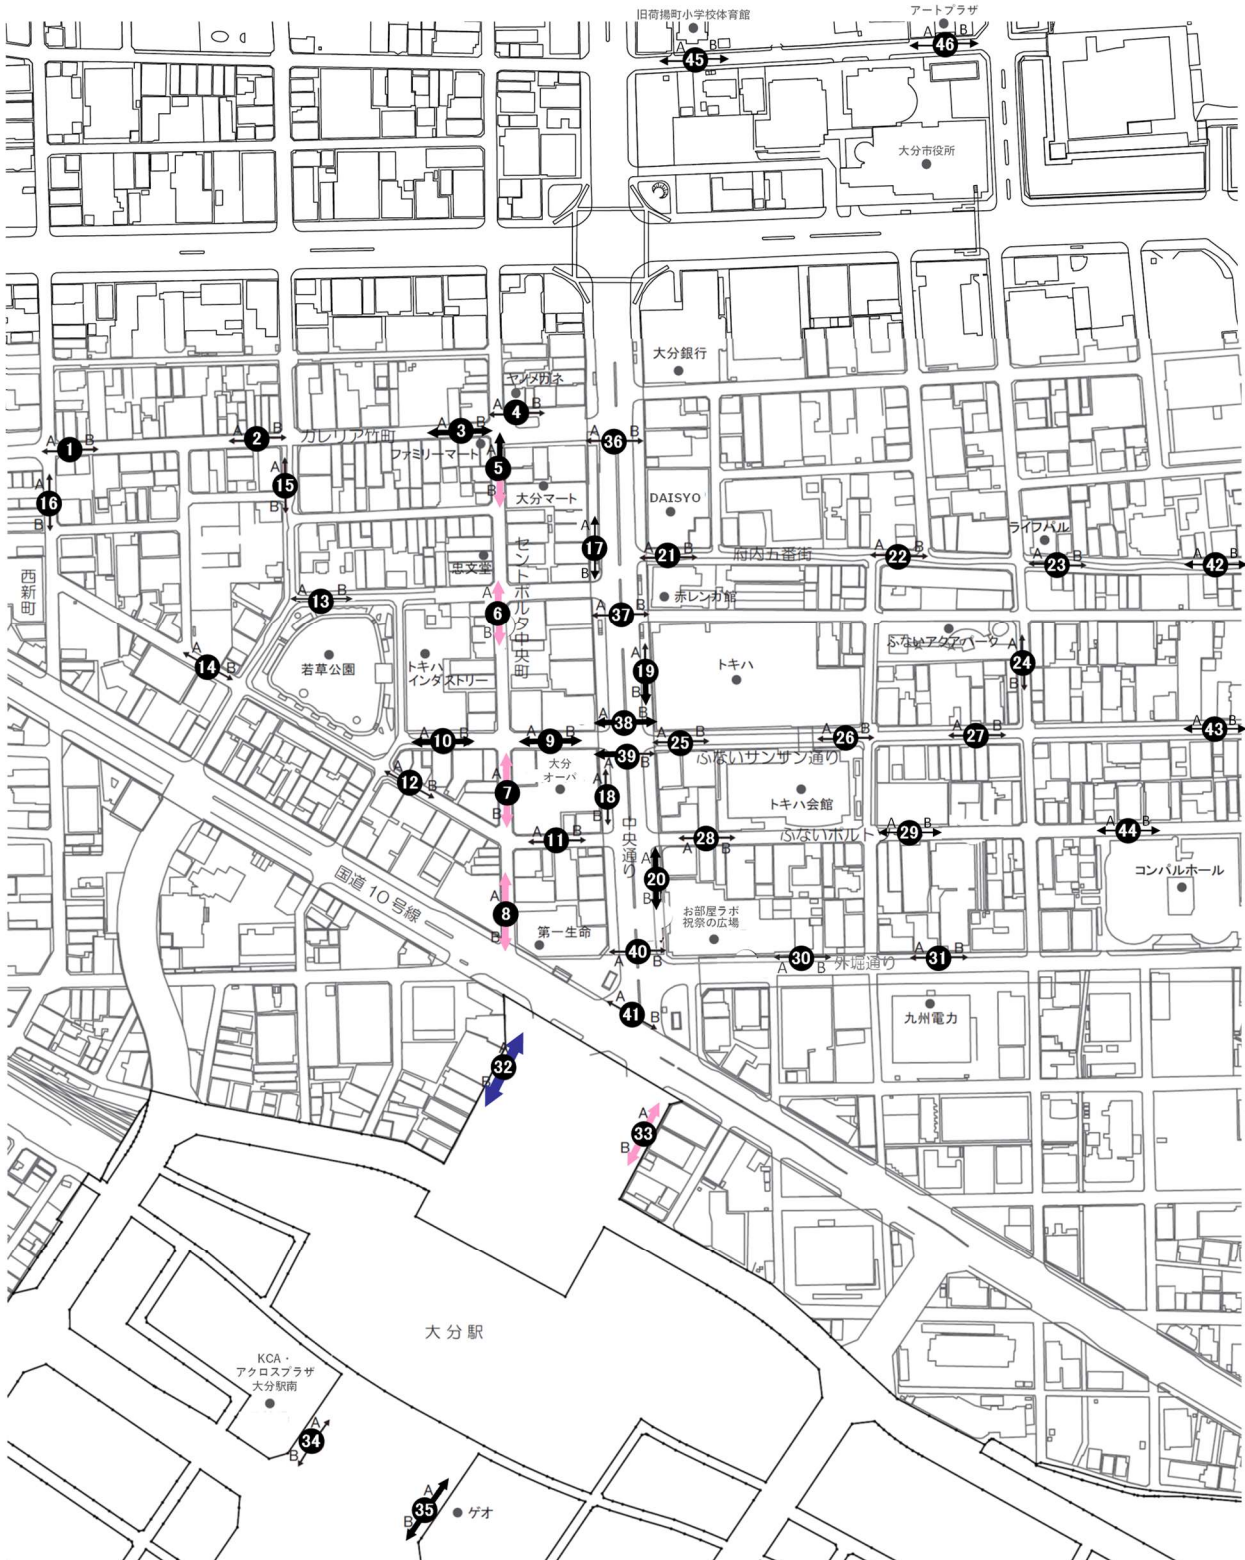 旧荷揚町小学校体育館
アートプラザ
A B
45
A B
46
大分市役所
大分銀行
ヤノメガネ
A B
4
A B
3
A B
2
ガレリア竹町
A B
1
A B
36
ファミリーマート
A
5
B
A
15
B
A
16
B
大分マート
DAISYO
ライフパル
A
17
B
A B
21
府内五番街
A B
22
A B
23
A B
42
忠文堂
セントポルタ中央町
西新町
赤レンガ館
A B
13
A
6
B
A B
37
ふないアクアパーク
A
24
B
若草公園
トキハ
インダストリー
トキハ
A
14
B
A
19
B
A B
38
A B
10
A B
9
A B
25
A B
26
A B
27
A B
43
A
39
B
ふないサンサン通り
大分
オーパ
A
12
B
A
7
B
A
18
B
トキハ会館
中央通り
A B
11
28
A B
ふないボルト
A B
29
A B
44
A
20
B
国道10号線
コンパルホール
A
8
B
お部屋ラボ
祝祭の広場
第一生命
40
A B
30
A B
外堀通り
A B
31
A
41
B
九州電力
A
32
B
A
33
B
大分駅
KCA・
アクロスプラザ
大分駅南
A
34
B
A
35
B
ゲオ